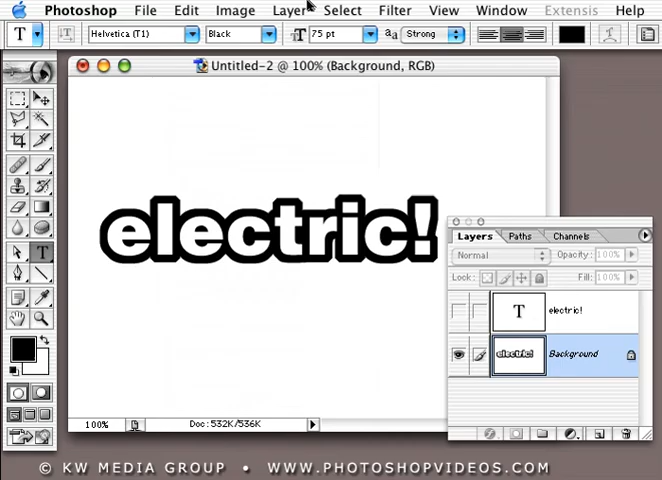 Photoshop File Edit Image Layer Select Filter View Window Extensis Help
T Helvetica (T1) Black T 75 pt aa Strong
Untitled-2 @ 100% (Background, RGB)
electric!
Layers Paths Channels
Normal Opacity: 100%
Lock: Fill: 100%
T electric!
electric! Background
100% Doc: 532K/536K
© KW MEDIA GROUP • WWW.PHOTOSHOPVIDEOS.COM